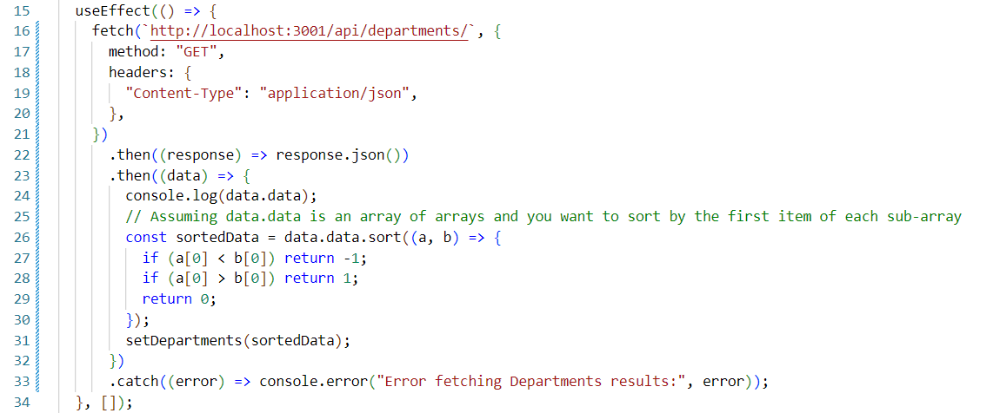 15 useEffect(() => {
16 fetch(`http://localhost:3001/api/departments/`, {
17 method: "GET",
18 headers: {
19 "Content-Type": "application/json",
20 },
21 })
22 .then((response) => response.json())
23 .then((data) => {
24 console.log(data.data);
25 // Assuming data.data is an array of arrays and you want to sort by the first item of each sub-array
26 const sortedData = data.data.sort((a, b) => {
27 if (a[0] < b[0]) return -1;
28 if (a[0] > b[0]) return 1;
29 return 0;
30 });
31 setDepartments(sortedData);
32 })
33 .catch((error) => console.error("Error fetching Departments results:", error));
34 }, []);